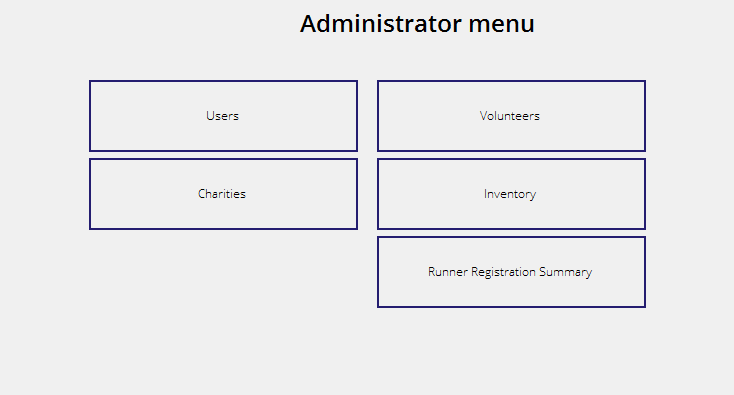 Administrator menu
Users
Volunteers
Charities
Inventory
Runner Registration Summary